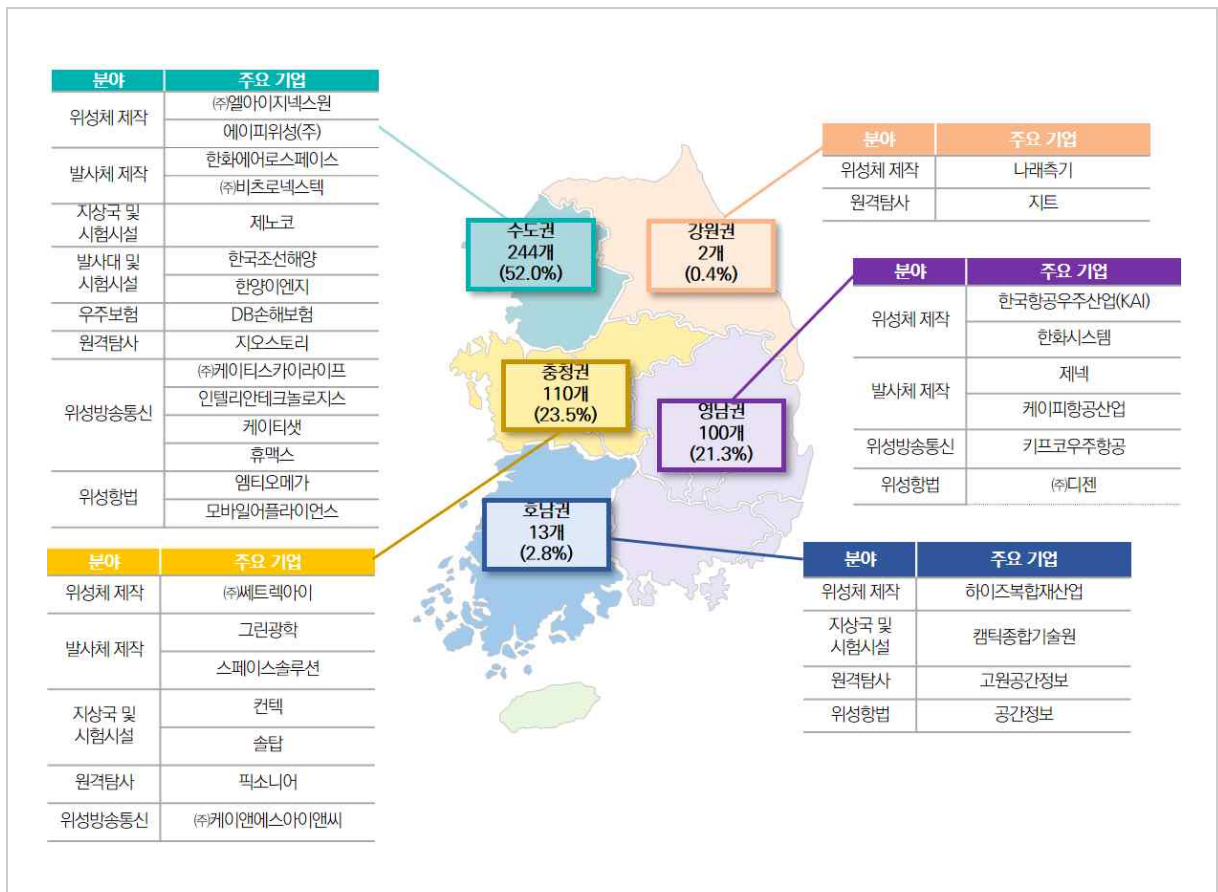 분야 주요 기업
위성체 제작
㈜엘아이지넥스원
에이피위성(주)
발사체 제작
한화에어로스페이스
㈜비츠로넥스텍
지상국 및
시험시설
제노코
발사대 및
시험시설
한국조선해양
한양이엔지
우주보험 DB손해보험
원격탐사 지오스토리
위성방송통신
㈜케이티스카이라이프
인텔리안테크놀로지스
케이티샛
휴맥스
위성항법
엠티오메가
모바일어플라이언스
분야 주요 기업
위성체 제작 나래측기
원격탐사 지트
수도권
244개
(52.0%)
강원권
2개
(0.4%)
분야 주요 기업
위성체 제작
한국항공우주산업(KAI)
한화시스템
발사체 제작
제넥
케이피항공산업
위성방송통신 키프코우주항공
위성항법 ㈜디젠
충청권
110개
(23.5%)
영남권
100개
(21.3%)
호남권
13개
(2.8%)
분야 주요 기업
위성체 제작 ㈜쎄트렉아이
발사체 제작
그린광학
스페이스솔루션
지상국 및
시험시설
컨텍
솔탑
원격탐사 픽소니어
위성방송통신 ㈜케이앤에스아이앤씨
분야 주요 기업
위성체 제작 하이즈복합재산업
지상국 및
시험시설
캠틱종합기술원
원격탐사 고원공간정보
위성항법 공간정보